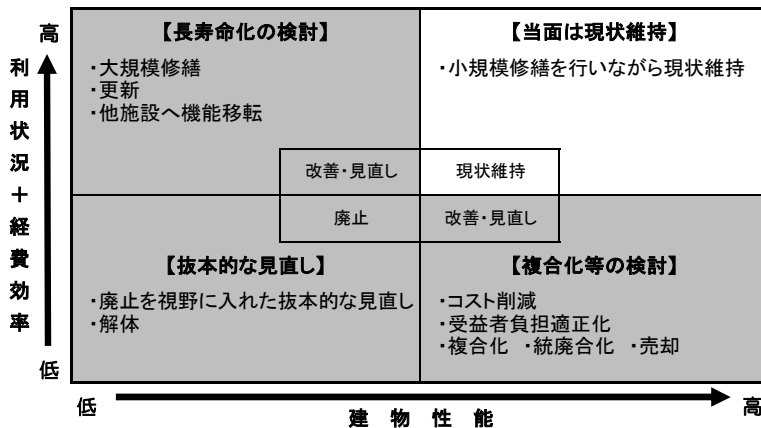 高
利用状況＋経費効率
低
【長寿命化の検討】
・大規模修繕
・更新
・他施設へ機能移転
【当面は現状維持】
・小規模修繕を行いながら現状維持
改善・見直し
現状維持
廃止
改善・見直し
【抜本的な見直し】
・廃止を視野に入れた抜本的な見直し
・解体
【複合化等の検討】
・コスト削減
・受益者負担適正化
・複合化 ・統廃合化 ・売却
低
建物性能
高